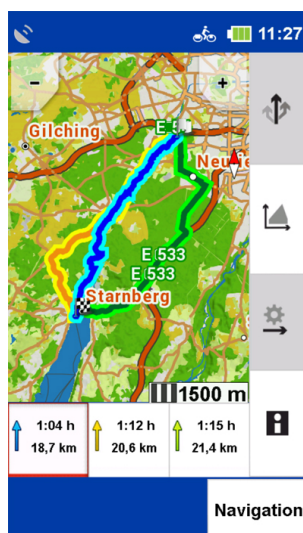 11:27
-
+
Gilching
E 5
Neurie
E 533
E 533
Starnberg
1500 m
1:04 h
18,7 km
1:12 h
20,6 km
1:15 h
21,4 km
i
Navigation